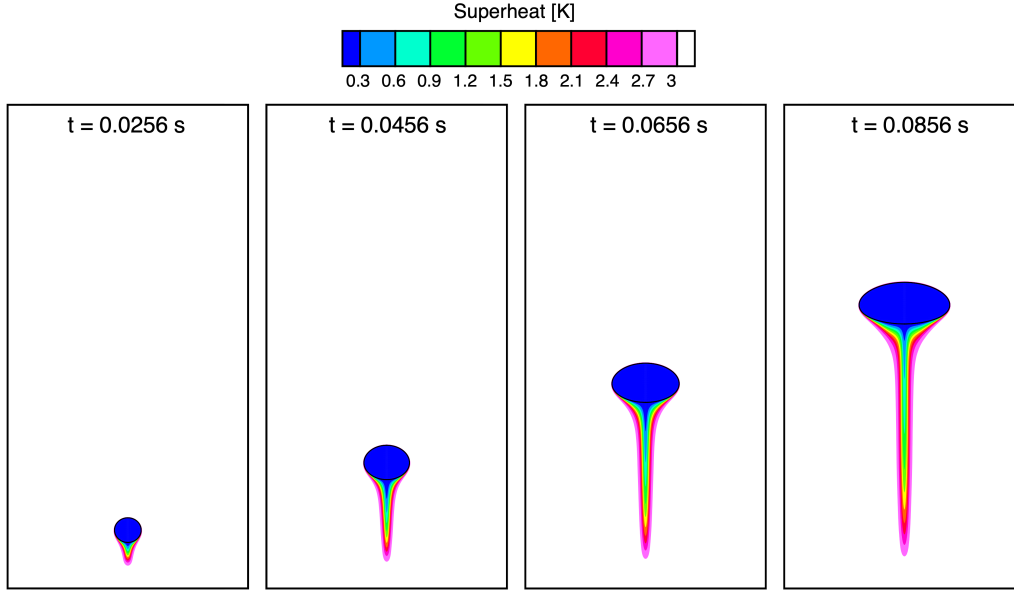 Superheat [K]
0.3 0.6 0.9 1.2 1.5 1.8 2.1 2.4 2.7 3
t = 0.0256 s
t = 0.0456 s
t = 0.0656 s
t = 0.0856 s